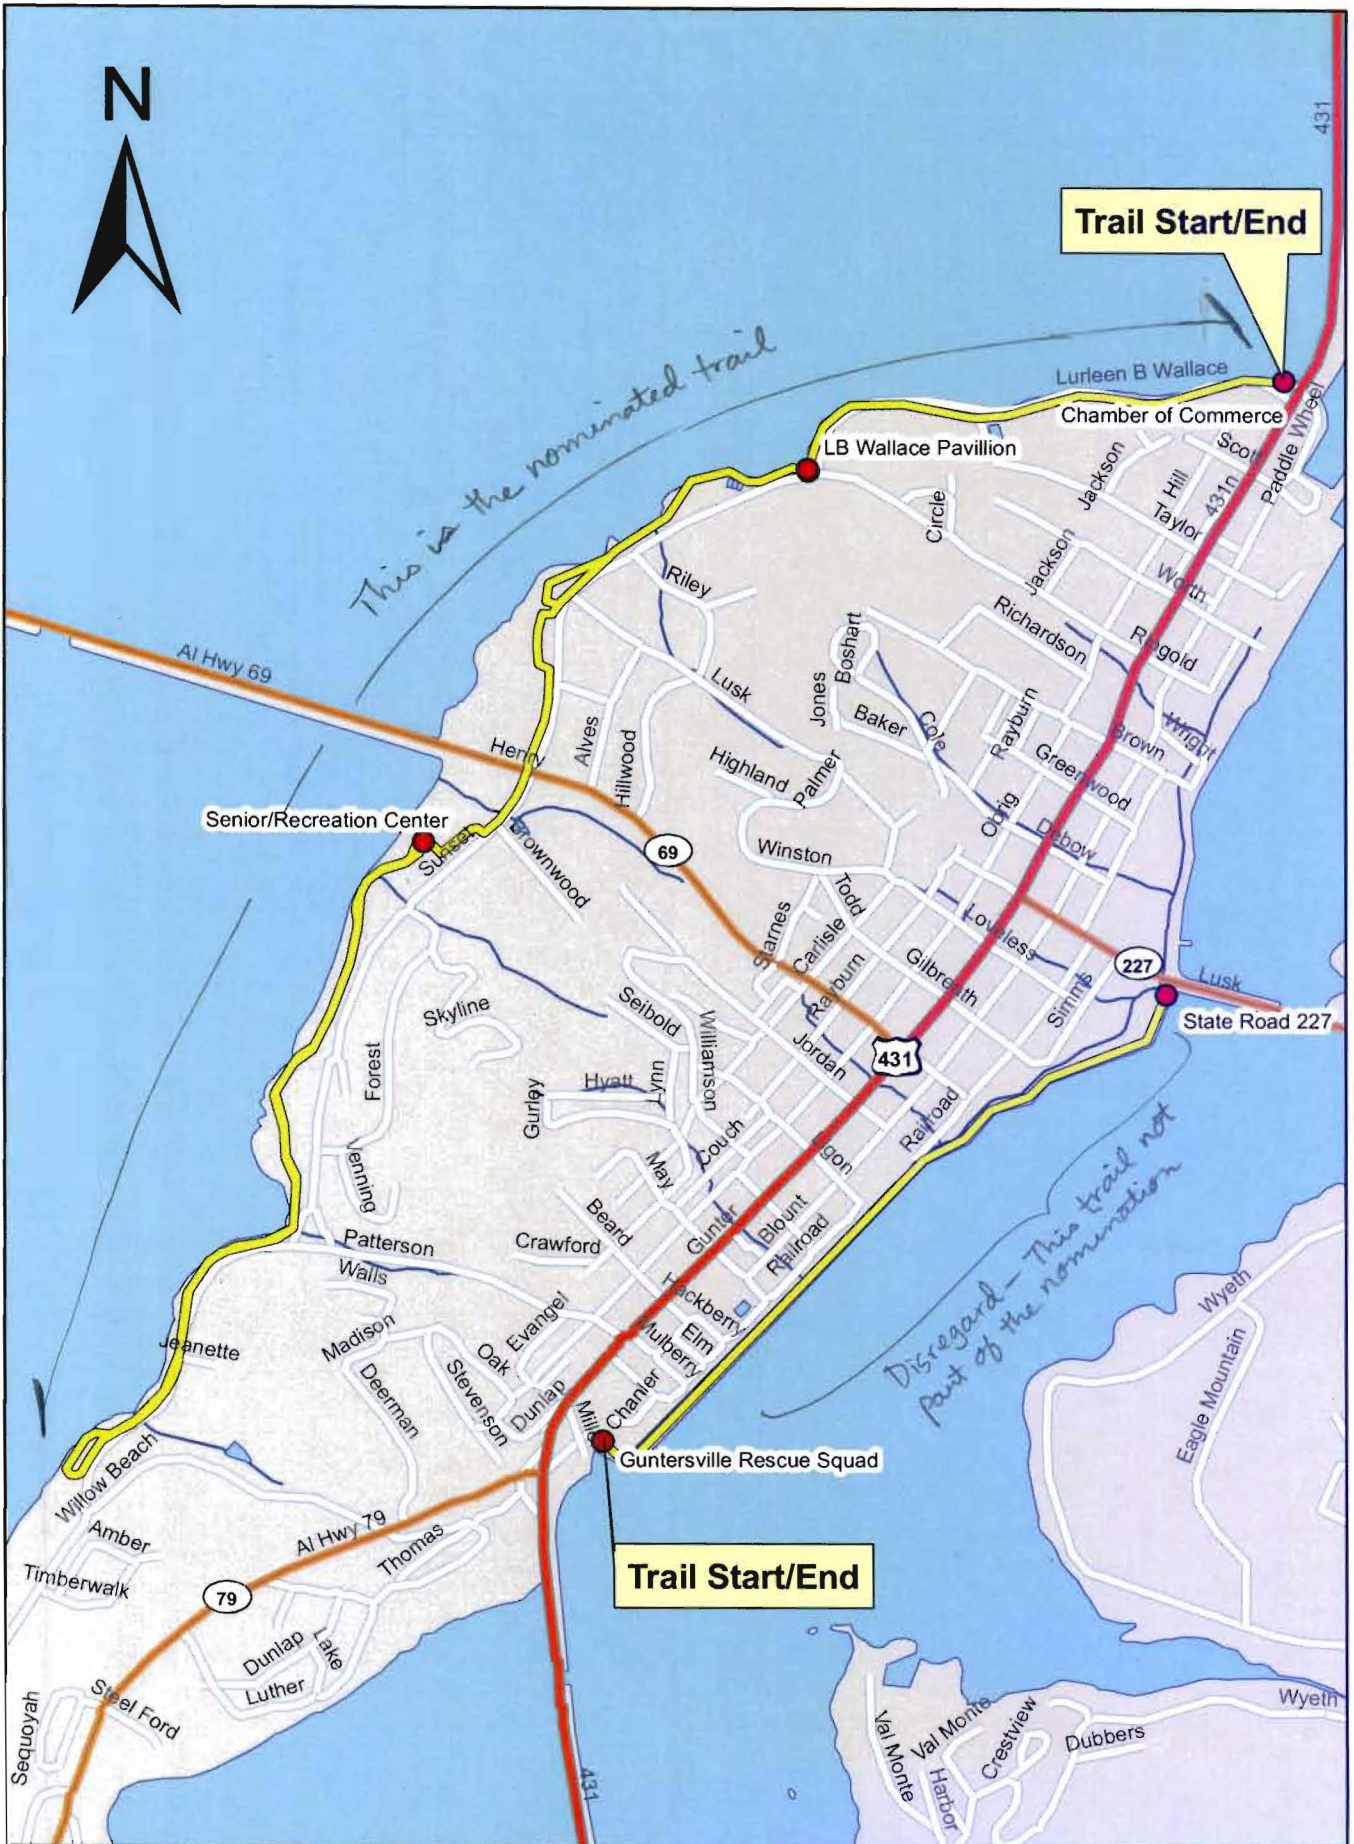 N
431
Trail Start/End
This is the nominated trail
Lurleen B Wallace
Chamber of Commerce
Paddle Wheel
Scott
LB Wallace Pavillion
Jackson
Hill
431n
Circle
Taylor
Jackson
Worth
Riley
Richardson
Ringold
Al Hwy 69
Boshart
Lusk
Jones
Alves
Henry
Hillwood
Baker
Cole
Rayburn
Brown
Wright
Highland
Palmer
Greenwood
Senior/Recreation Center
Sunset
Brownwood
69
Obrig
Debow
Winston
Todd
Starnes
Carlisle
Loveless
Gilbreath
227
Lusk
Rayburn
Simms
State Road 227
Skyline
Seibold
Williamson
Jordan
431
Forest
Hyatt
Lynn
Gurley
Railroad
Couch
May
Disregard – This trail not
part of the nomination
Beard
Gunter
Blount
Railroad
Crawford
Patterson
Walls
Hackberry
Wyeth
Jeanette
Madison
Evangel
Oak
Mulberry
Elm
Eagle Mountain
Deerman
Stevenson
Dunlap
Chanler
Guntersville Rescue Squad
Willow Beach
Amber
Al Hwy 79
Thomas
Timberwalk
79
Trail Start/End
Dunlap
Lake
Luther
Steel Ford
Sequoyah
Wyeth
Val Monte
Val Monte
Crestview
Dubbers
Harbor
431